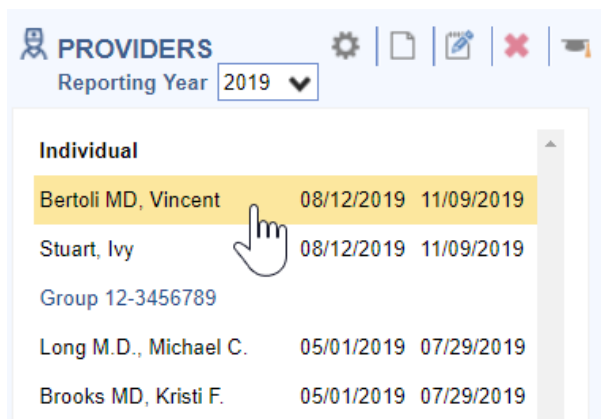 PROVIDERS
Reporting Year 2019
Individual
Bertoli MD, Vincent 08/12/2019 11/09/2019
Stuart, Ivy 08/12/2019 11/09/2019
Group 12-3456789
Long M.D., Michael C. 05/01/2019 07/29/2019
Brooks MD, Kristi F. 05/01/2019 07/29/2019